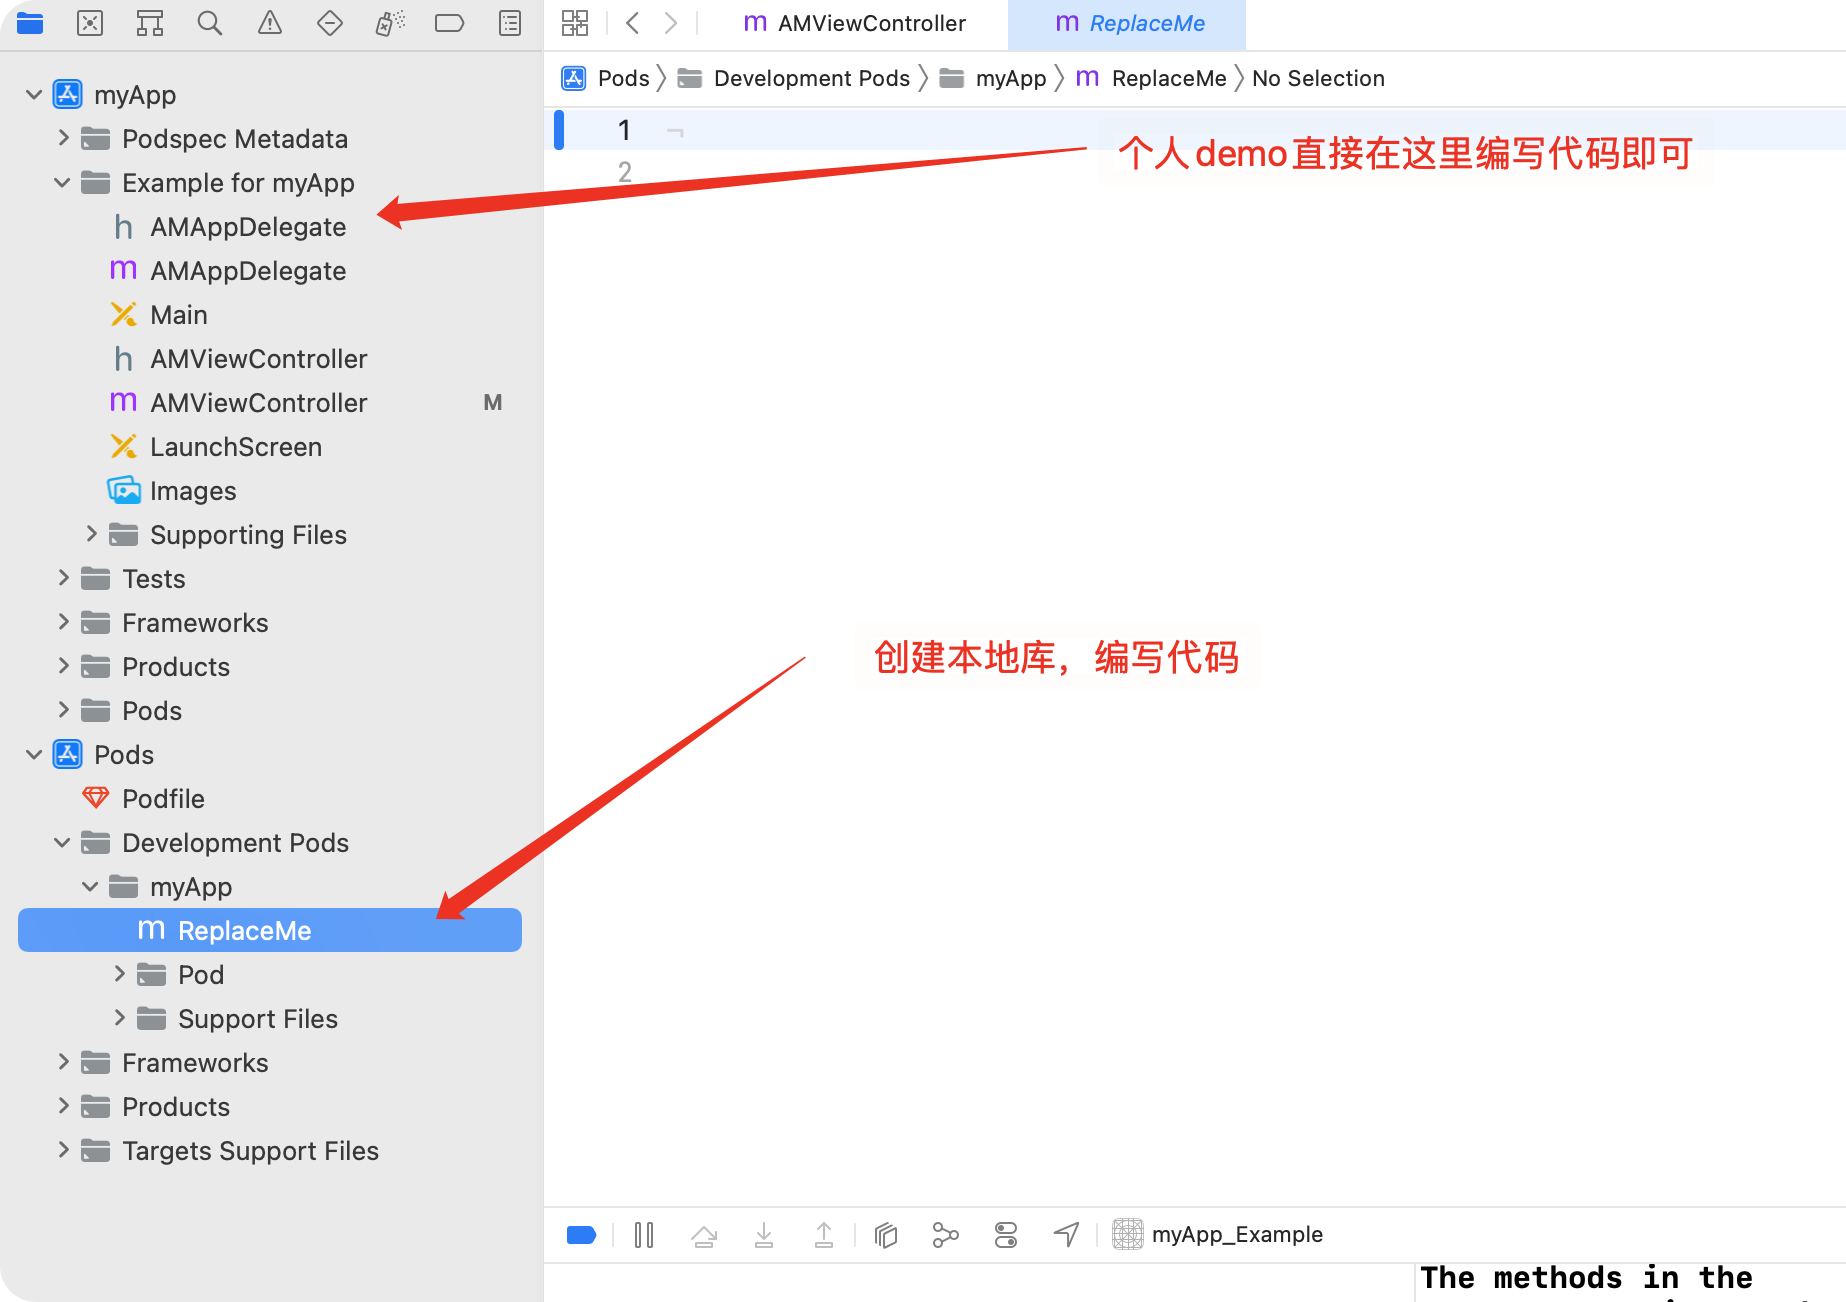 AMViewController
ReplaceMe
Pods
Development Pods
myApp
m ReplaceMe
No Selection
myApp
Podspec Metadata
Example for myApp
h AMAppDelegate
m AMAppDelegate
Main
h AMViewController
m AMViewController M
LaunchScreen
Images
Supporting Files
Tests
Frameworks
Products
Pods
Pods
Podfile
Development Pods
myApp
m ReplaceMe
Pod
Support Files
Frameworks
Products
Targets Support Files
1
2
个人demo直接在这里编写代码即可
创建本地库，编写代码
myApp_Example
The methods in the